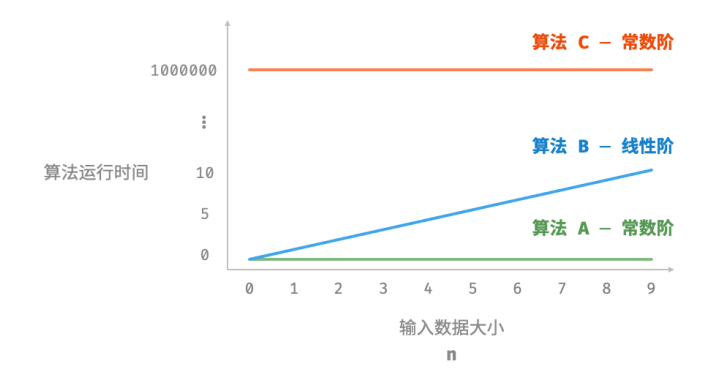 算法 C — 常数阶
1000000
⋮
算法 B — 线性阶
算法运行时间
10
5
算法 A — 常数阶
0
0 1 2 3 4 5 6 7 8 9
输入数据大小
n